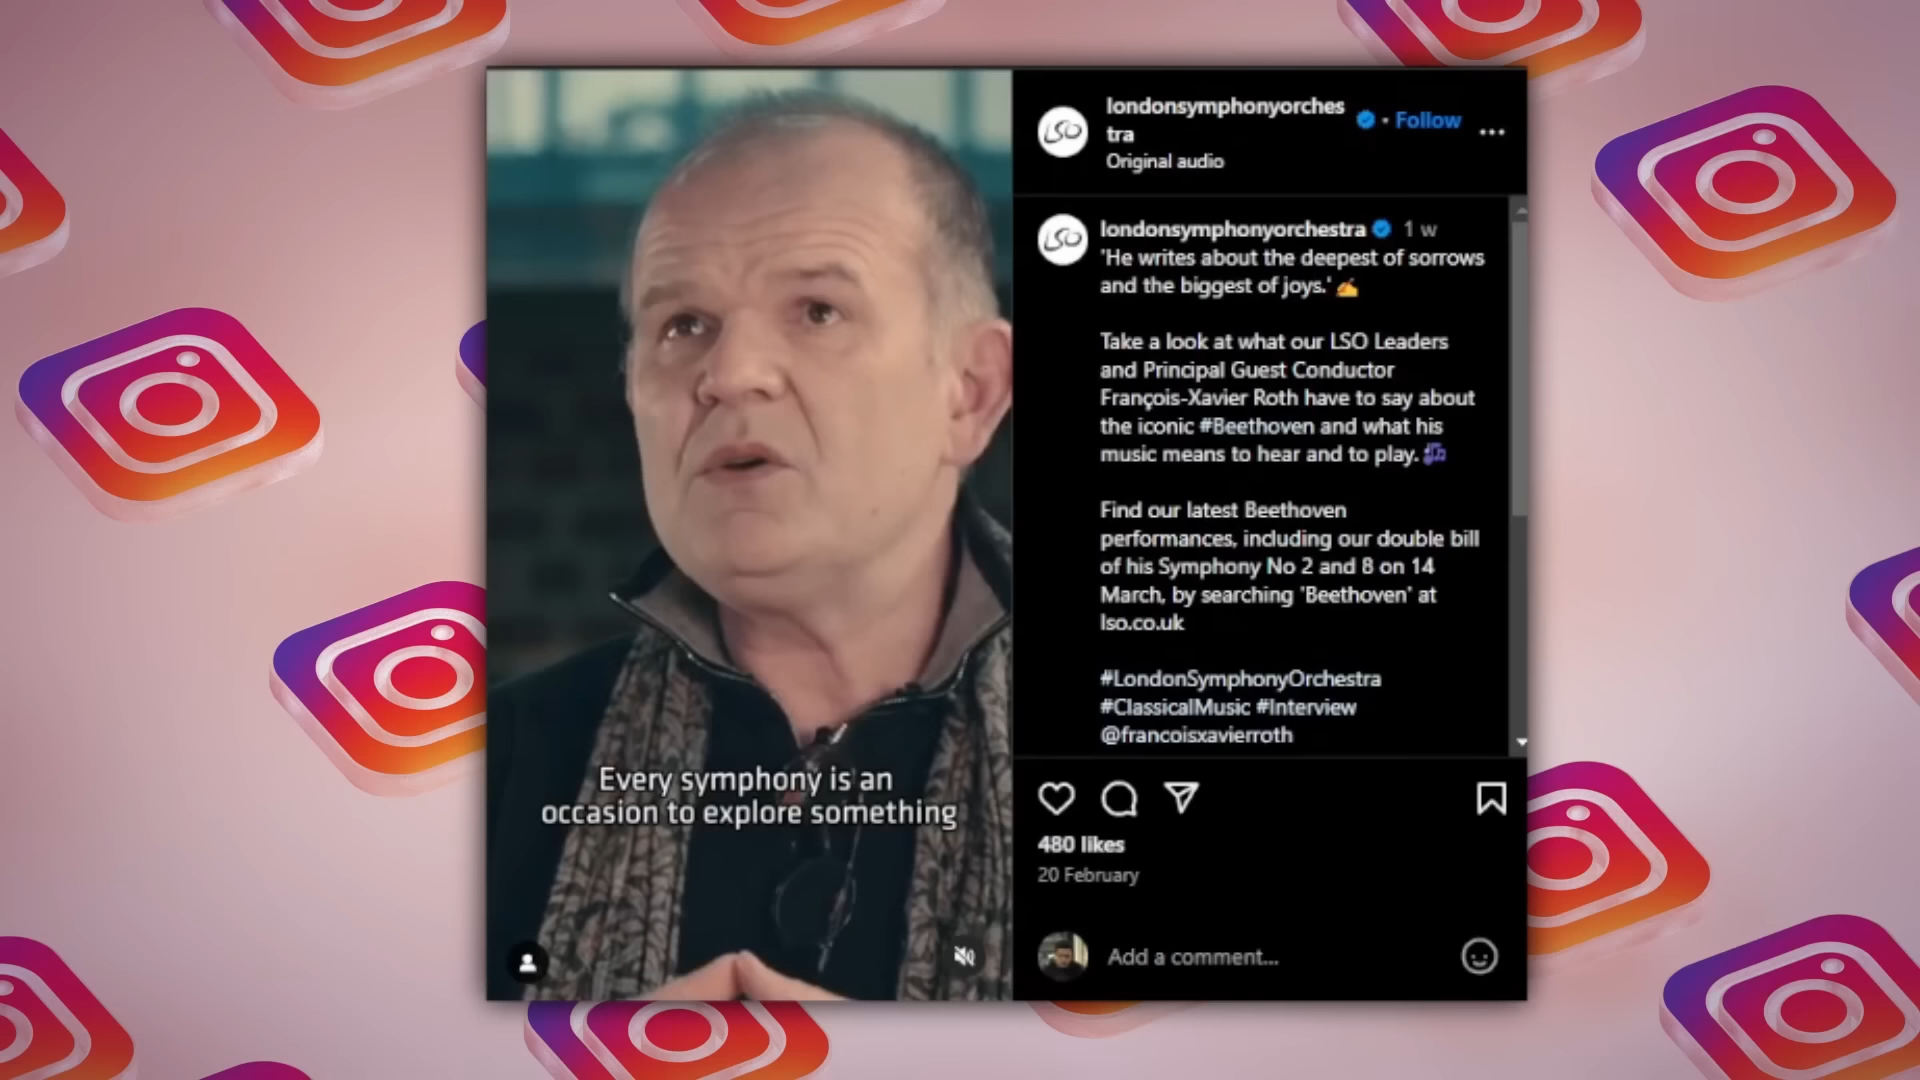 londonsymphonyorches
tra
• Follow
Original audio
LSO
LSO
londonsymphonyorchestra 1 w
'He writes about the deepest of sorrows
and the biggest of joys.' ✍️
Take a look at what our LSO Leaders
and Principal Guest Conductor
François-Xavier Roth have to say about
the iconic #Beethoven and what his
music means to hear and to play. 🎶
Find our latest Beethoven
performances, including our double bill
of his Symphony No 2 and 8 on 14
March, by searching 'Beethoven' at
lso.co.uk
#LondonSymphonyOrchestra
#ClassicalMusic #Interview
@francoisxavierroth
Every symphony is an
occasion to explore something
480 likes
20 February
Add a comment...